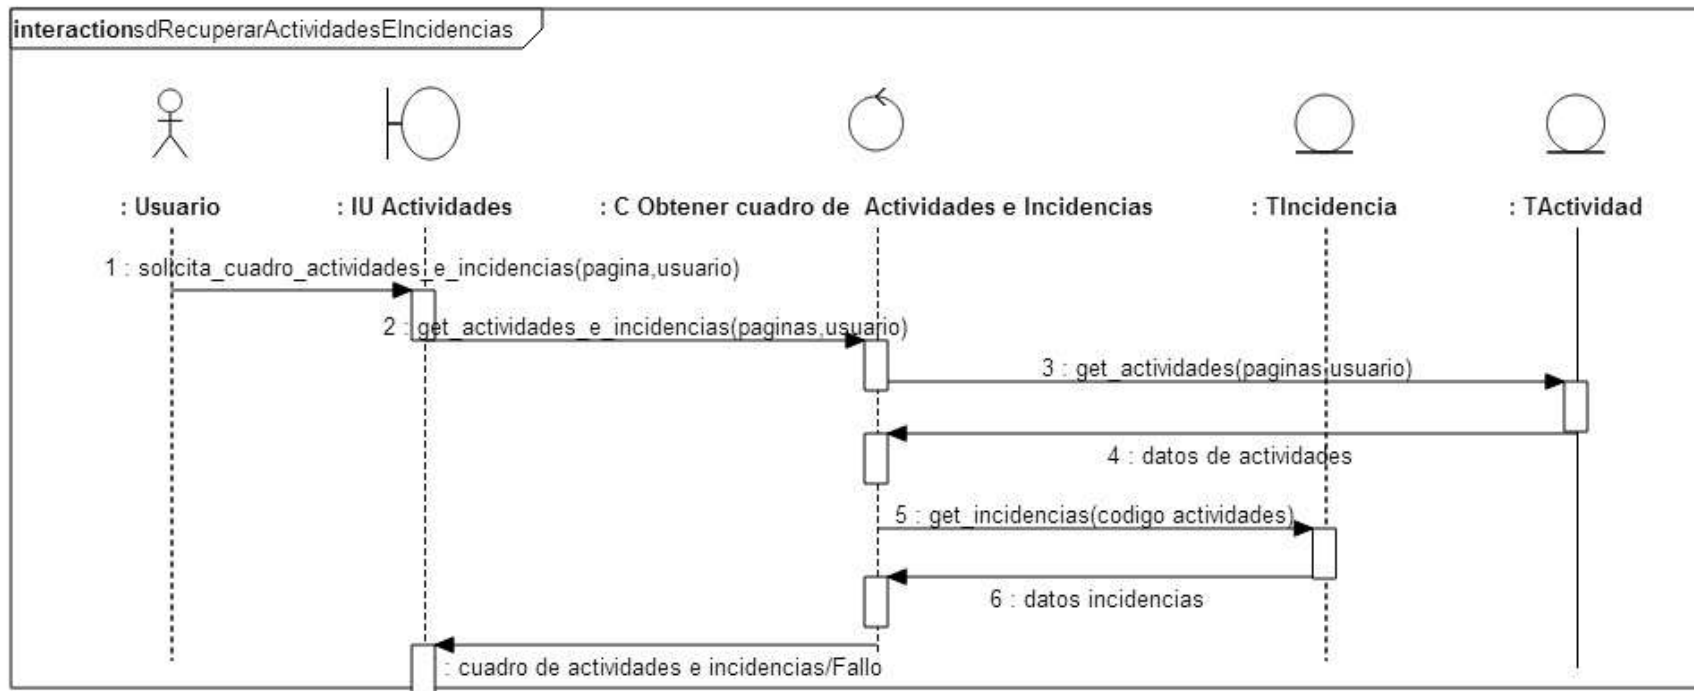 interactionsdRecuperarActividadesEIncidencias
: Usuario
: IU Actividades
: C Obtener cuadro de Actividades e Incidencias
: TIncidencia
: TActividad
1 : solicita_cuadro_actividades_e_incidencias(pagina,usuario)
2 : get_actividades_e_incidencias(paginas,usuario)
3 : get_actividades(paginas,usuario)
4 : datos de actividades
5 : get_incidencias(codigo actividades)
6 : datos incidencias
: cuadro de actividades e incidencias/Fallo